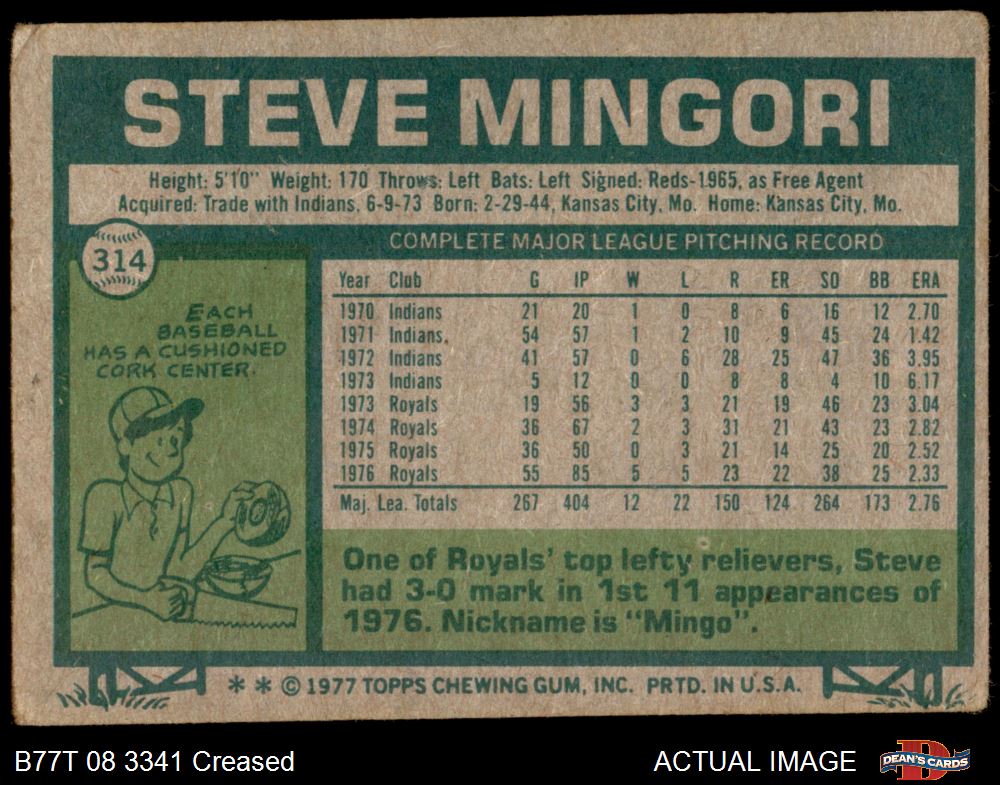 STEVE MINGORI
Height: 5'10" Weight: 170 Throws: Left Bats: Left Signed: Reds-1965, as Free Agent
Acquired: Trade with Indians, 6-9-73 Born: 2-29-44, Kansas City, Mo. Home: Kansas City, Mo.
314
EACH
BASEBALL
HAS A CUSHIONED
CORK CENTER.
COMPLETE MAJOR LEAGUE PITCHING RECORD
Year Club G IP W L R ER SO BB ERA
1970 Indians 21 20 1 0 8 6 16 12 2.70
1971 Indians. 54 57 1 2 10 9 45 24 1.42
1972 Indians 41 57 0 6 28 25 47 36 3.95
1973 Indians 5 12 0 0 8 8 4 10 6.17
1973 Royals 19 56 3 3 21 19 46 23 3.04
1974 Royals 36 67 2 3 31 21 43 23 2.82
1975 Royals 36 50 0 3 21 14 25 20 2.52
1976 Royals 55 85 5 5 23 22 38 25 2.33
Maj. Lea. Totals 267 404 12 22 150 124 264 173 2.76
One of Royals' top lefty relievers, Steve
had 3-0 mark in 1st 11 appearances of
1976. Nickname is "Mingo".
* * © 1977 TOPPS CHEWING GUM, INC. PRTD. IN U.S.A.
B77T 08 3341 Creased
ACTUAL IMAGE
D
DEAN'S CARDS